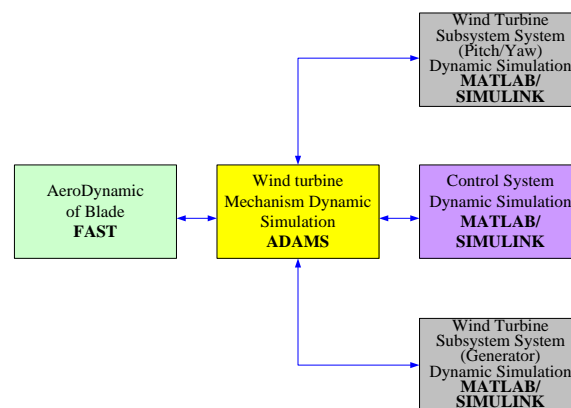 Wind Turbine
Subsystem System
(Pitch/Yaw)
Dynamic Simulation
MATLAB/
SIMULINK
AeroDynamic
of Blade
FAST
Wind turbine
Mechanism Dynamic
Simulation
ADAMS
Control System
Dynamic Simulation
MATLAB/
SIMULINK
Wind Turbine
Subsystem System
(Generator)
Dynamic Simulation
MATLAB/
SIMULINK